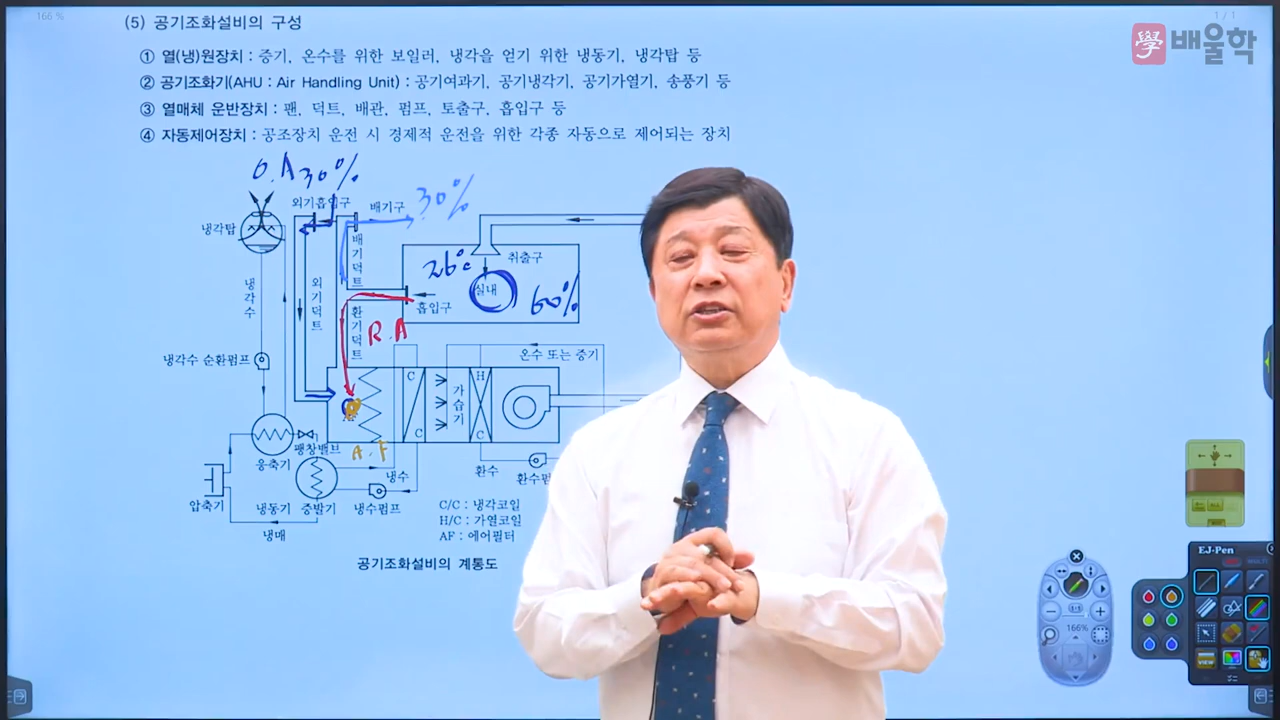 166 %
1 / 1
(5) 공기조화설비의 구성
學 배울학
① 열(냉)원장치 : 증기, 온수를 위한 보일러, 냉각을 얻기 위한 냉동기, 냉각탑 등
② 공기조화기(AHU : Air Handling Unit) : 공기여과기, 공기냉각기, 공기가열기, 송풍기 등
③ 열매체 운반장치 : 팬, 덕트, 배관, 펌프, 토출구, 흡입구 등
④ 자동제어장치 : 공조장치 운전 시 경제적 운전을 위한 각종 자동으로 제어되는 장치
O.A 30%
외기흡입구
배기구
30%
냉각탑
배기덕트
취출구
26℃
실내
60%
냉각수
외기덕트
흡입구
환기덕트
R.A
냉각수 순환펌프
온수 또는 증기
C
가습기
H
C
C
A.F
팽창밸브
응축기
냉수
환수
압축기
냉동기
증발기
냉수펌프
냉매
C/C : 냉각코일
H/C : 가열코일
AF : 에어필터
공기조화설비의 계통도
EJ-Pen
166%
VIEW